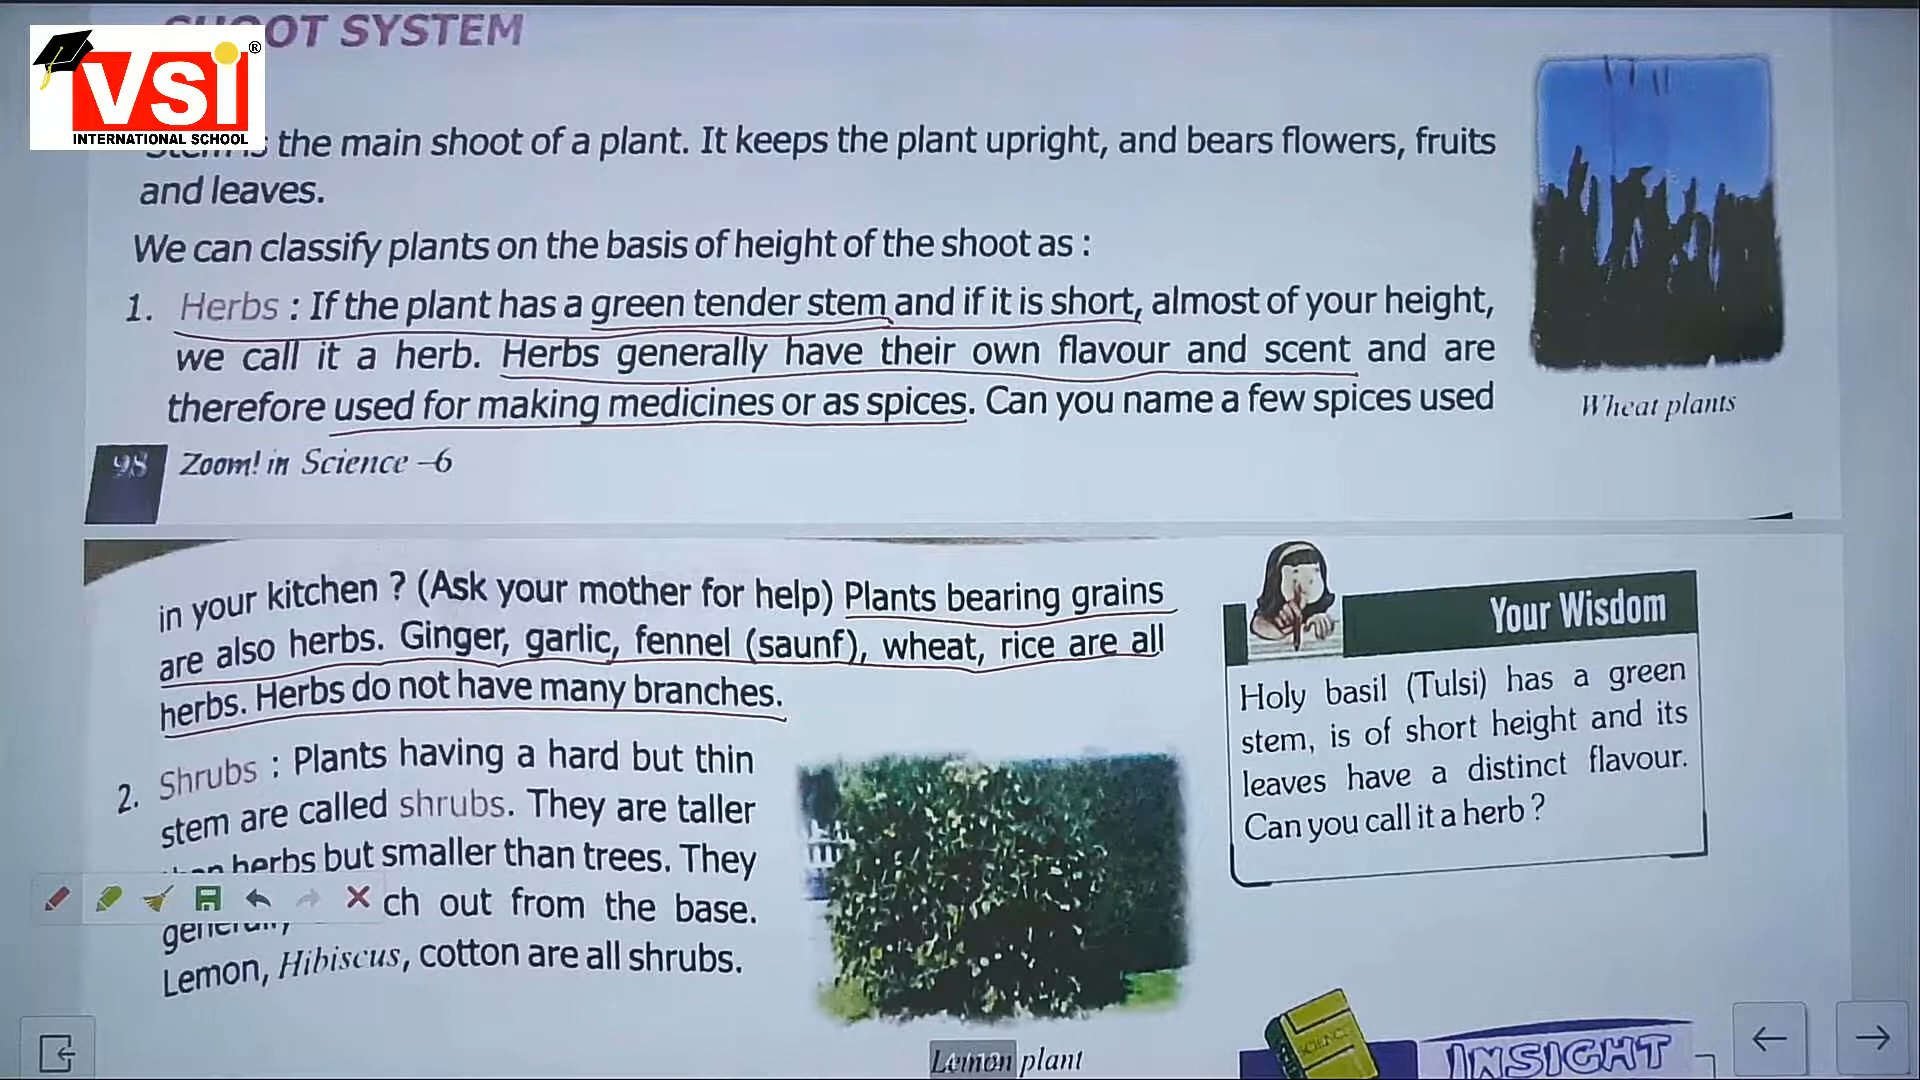 OT SYSTEM
VSI ®
INTERNATIONAL SCHOOL
the main shoot of a plant. It keeps the plant upright, and bears flowers, fruits
and leaves.
We can classify plants on the basis of height of the shoot as :
1. Herbs : If the plant has a green tender stem and if it is short, almost of your height,
we call it a herb. Herbs generally have their own flavour and scent and are
therefore used for making medicines or as spices. Can you name a few spices used
Wheat plants
98 Zoom! in Science –6
in your kitchen ? (Ask your mother for help) Plants bearing grains
are also herbs. Ginger, garlic, fennel (saunf), wheat, rice are all
herbs. Herbs do not have many branches.
2. Shrubs : Plants having a hard but thin
stem are called shrubs. They are taller
herbs but smaller than trees. They
ch out from the base.
Lemon, Hibiscus, cotton are all shrubs.
Lemon plant
Your Wisdom
Holy basil (Tulsi) has a green
stem, is of short height and its
leaves have a distinct flavour.
Can you call it a herb ?
SCIENCE
INSIGHT